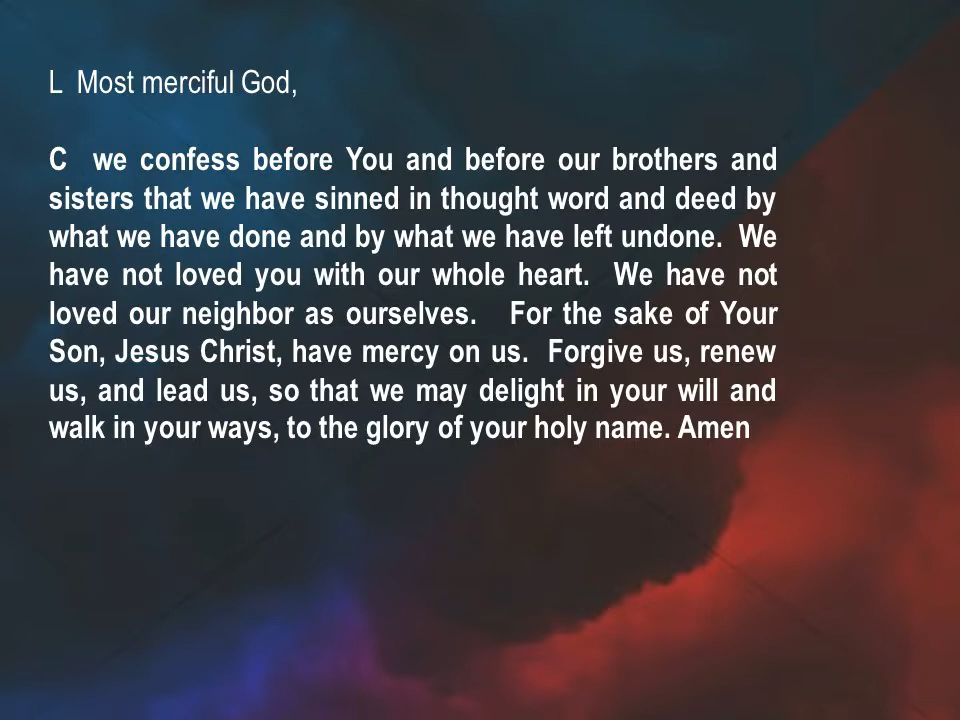 L  Most merciful God,
C  we confess before You and before our brothers and
sisters that we have sinned in thought word and deed by
what we have done and by what we have left undone.  We
have not loved you with our whole heart.  We have not
loved our neighbor as ourselves.  For the sake of Your
Son, Jesus Christ, have mercy on us.  Forgive us, renew
us, and lead us, so that we may delight in your will and
walk in your ways, to the glory of your holy name. Amen